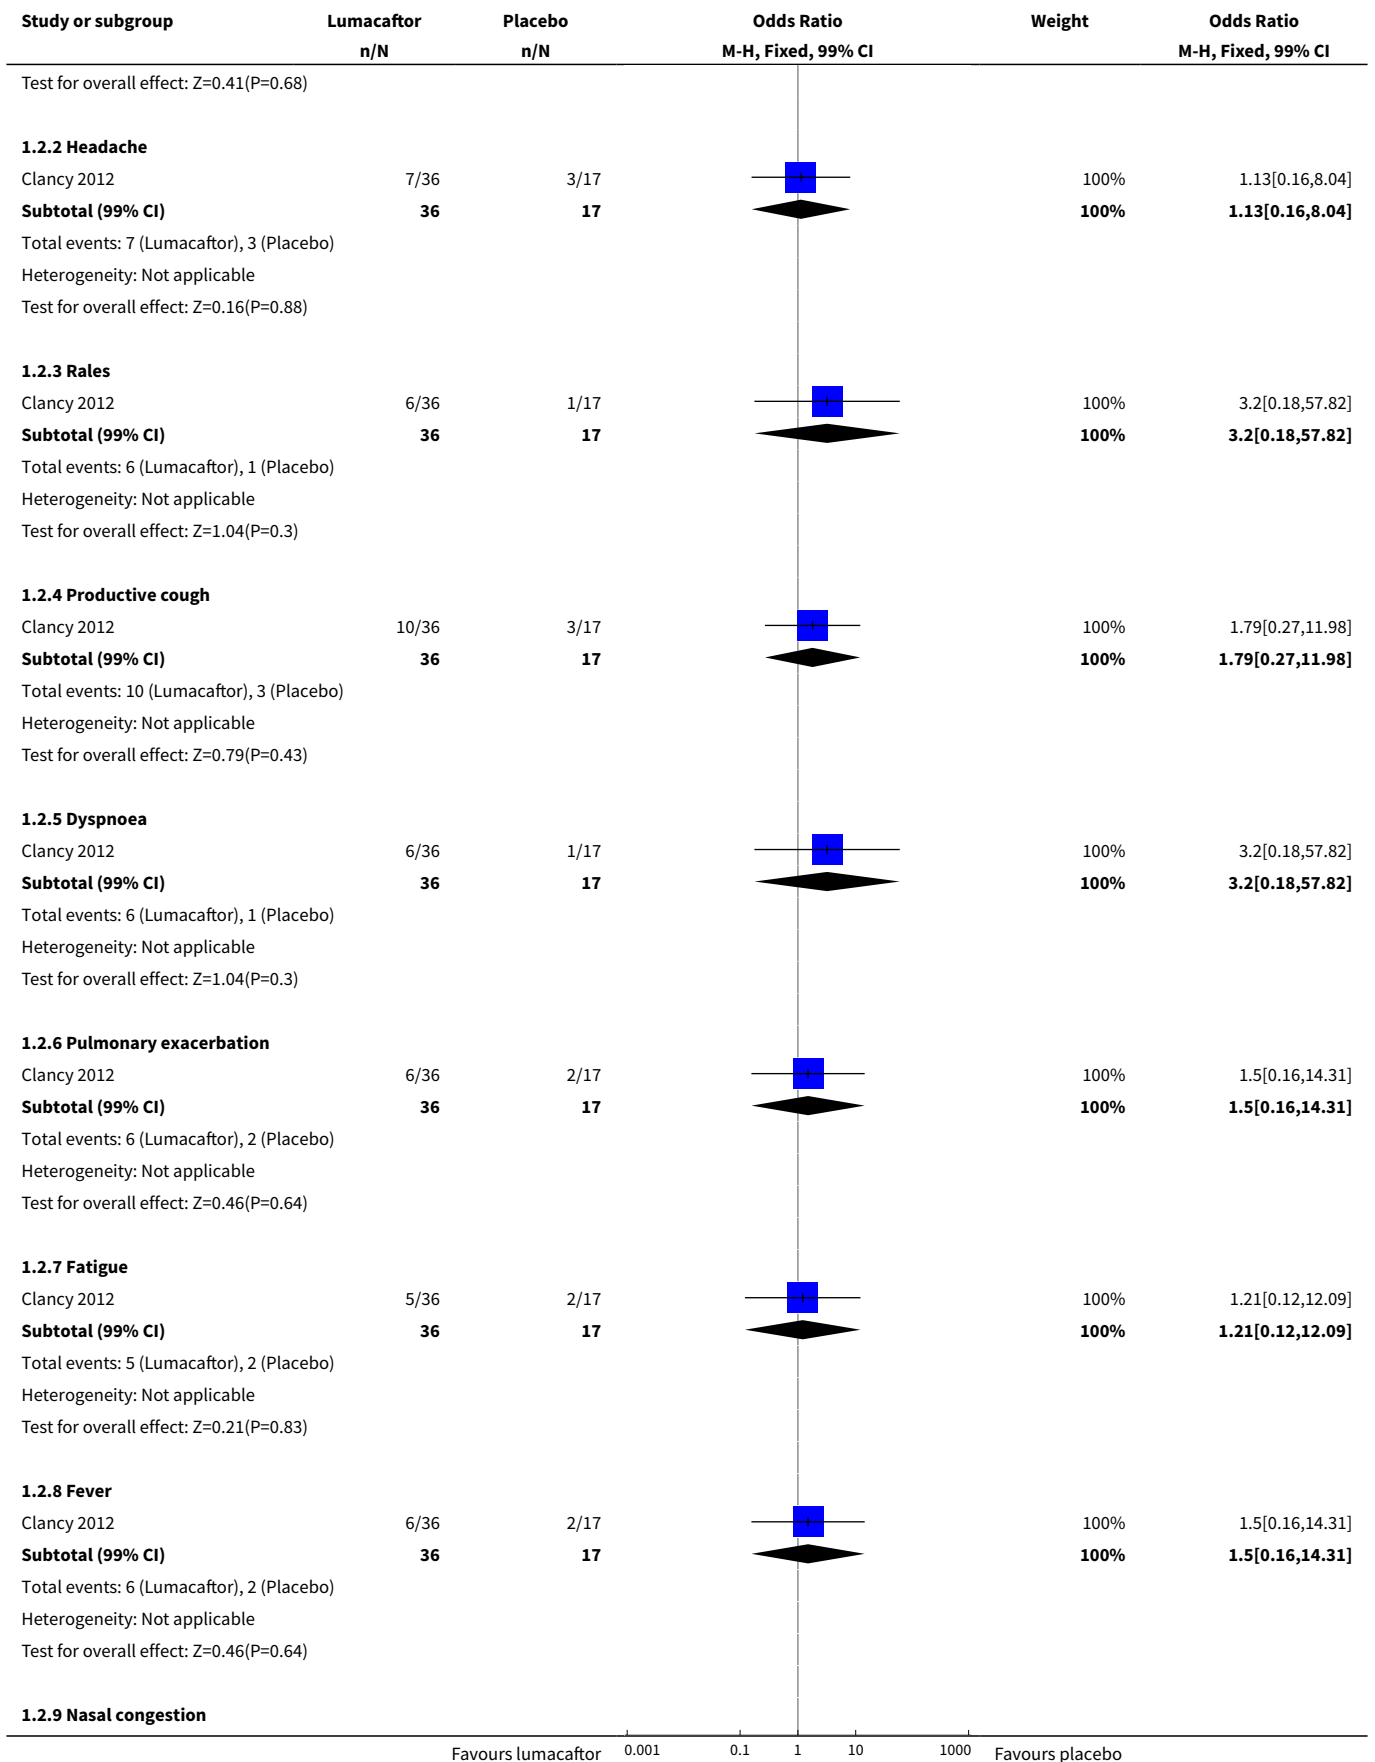 Study or subgroup Lumacaftor Placebo Odds Ratio Weight Odds Ratio
n/N n/N M-H, Fixed, 99% CI M-H, Fixed, 99% CI
Test for overall effect: Z=0.41(P=0.68)
1.2.2 Headache
Clancy 2012 7/36 3/17 100% 1.13[0.16,8.04]
Subtotal (99% CI) 36 17 100% 1.13[0.16,8.04]
Total events: 7 (Lumacaftor), 3 (Placebo)
Heterogeneity: Not applicable
Test for overall effect: Z=0.16(P=0.88)
1.2.3 Rales
Clancy 2012 6/36 1/17 100% 3.2[0.18,57.82]
Subtotal (99% CI) 36 17 100% 3.2[0.18,57.82]
Total events: 6 (Lumacaftor), 1 (Placebo)
Heterogeneity: Not applicable
Test for overall effect: Z=1.04(P=0.3)
1.2.4 Productive cough
Clancy 2012 10/36 3/17 100% 1.79[0.27,11.98]
Subtotal (99% CI) 36 17 100% 1.79[0.27,11.98]
Total events: 10 (Lumacaftor), 3 (Placebo)
Heterogeneity: Not applicable
Test for overall effect: Z=0.79(P=0.43)
1.2.5 Dyspnoea
Clancy 2012 6/36 1/17 100% 3.2[0.18,57.82]
Subtotal (99% CI) 36 17 100% 3.2[0.18,57.82]
Total events: 6 (Lumacaftor), 1 (Placebo)
Heterogeneity: Not applicable
Test for overall effect: Z=1.04(P=0.3)
1.2.6 Pulmonary exacerbation
Clancy 2012 6/36 2/17 100% 1.5[0.16,14.31]
Subtotal (99% CI) 36 17 100% 1.5[0.16,14.31]
Total events: 6 (Lumacaftor), 2 (Placebo)
Heterogeneity: Not applicable
Test for overall effect: Z=0.46(P=0.64)
1.2.7 Fatigue
Clancy 2012 5/36 2/17 100% 1.21[0.12,12.09]
Subtotal (99% CI) 36 17 100% 1.21[0.12,12.09]
Total events: 5 (Lumacaftor), 2 (Placebo)
Heterogeneity: Not applicable
Test for overall effect: Z=0.21(P=0.83)
1.2.8 Fever
Clancy 2012 6/36 2/17 100% 1.5[0.16,14.31]
Subtotal (99% CI) 36 17 100% 1.5[0.16,14.31]
Total events: 6 (Lumacaftor), 2 (Placebo)
Heterogeneity: Not applicable
Test for overall effect: Z=0.46(P=0.64)
1.2.9 Nasal congestion
Favours lumacaftor 0.001 0.1 1 10 1000 Favours placebo